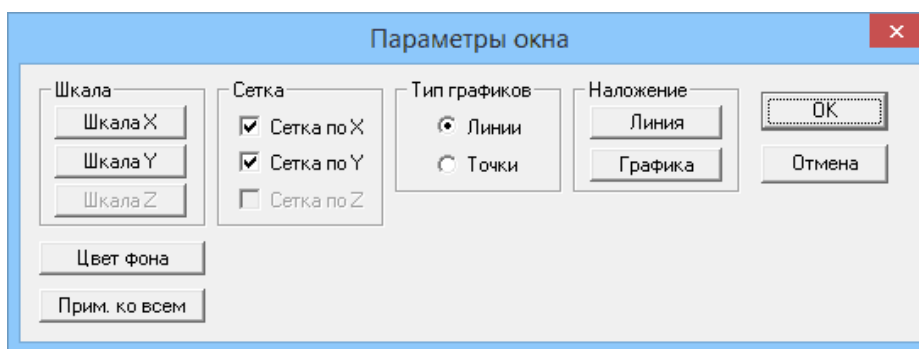 Параметры окна
Шкала
Шкала X
Шкала Y
Шкала Z
Сетка
Сетка по X
Сетка по Y
Сетка по Z
Тип графиков
Линии
Точки
Наложение
Линия
Графика
OK
Отмена
Цвет фона
Прим. ко всем